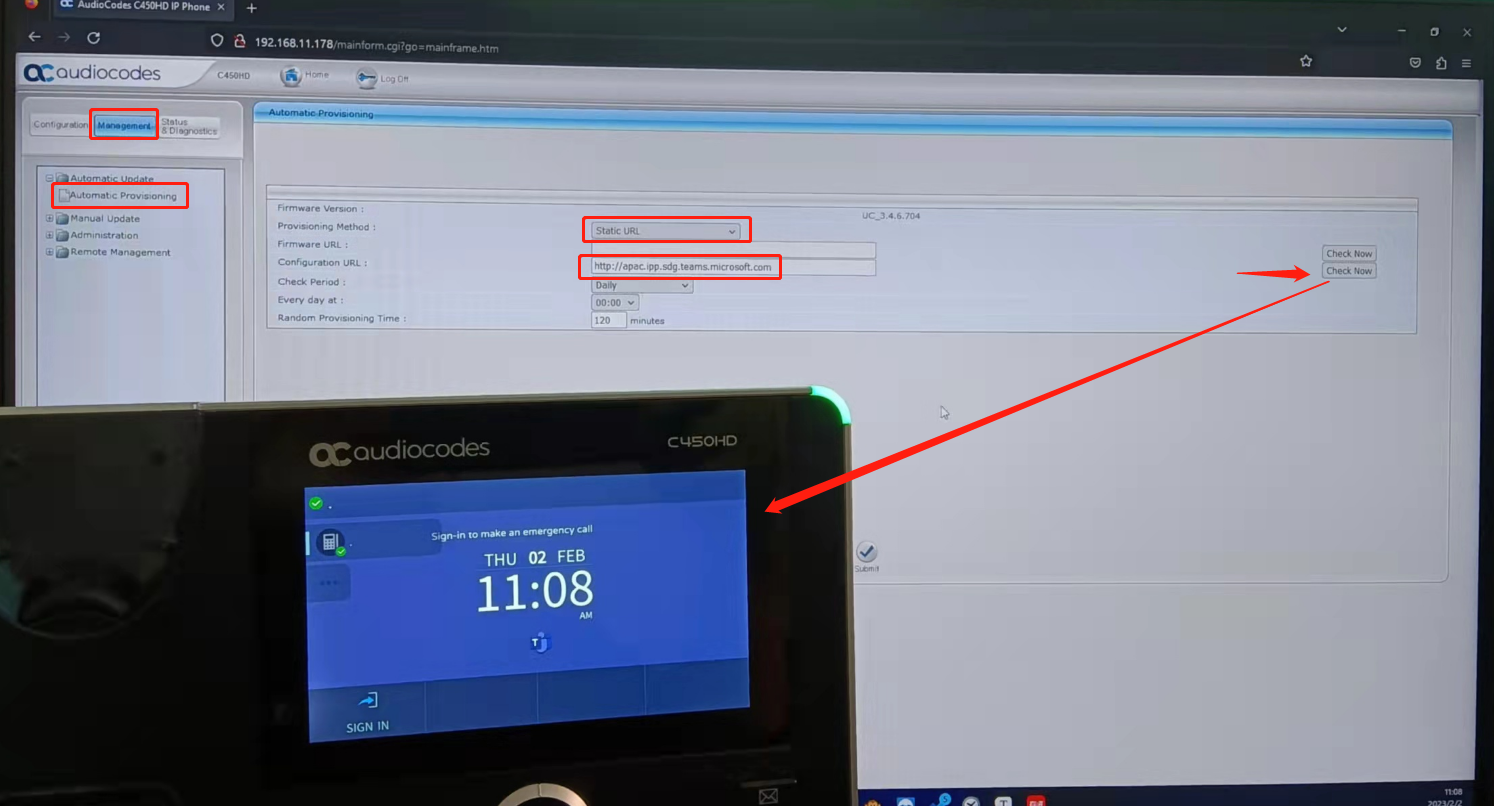 AudioCodes C450HD IP Phone
192.168.11.178/mainform.cgi?go=mainframe.htm
audiocodes
C450HD
Home
Log Off
Configuration
Management
Status
& Diagnostics
Automatic Update
Automatic Provisioning
Manual Update
Administration
Remote Management
Automatic Provisioning
Firmware Version :
UC_3.4.6.704
Provisioning Method :
Static URL
Firmware URL :
Check Now
Configuration URL :
http://apac.ipp.sdg.teams.microsoft.com
Check Now
Check Period :
Daily
Every day at :
00:00
Random Provisioning Time :
120 minutes
Submit
audiocodes
C450HD
Sign-in to make an emergency call
THU 02 FEB
11:08
AM
T
SIGN IN
11:08
2023/2/2